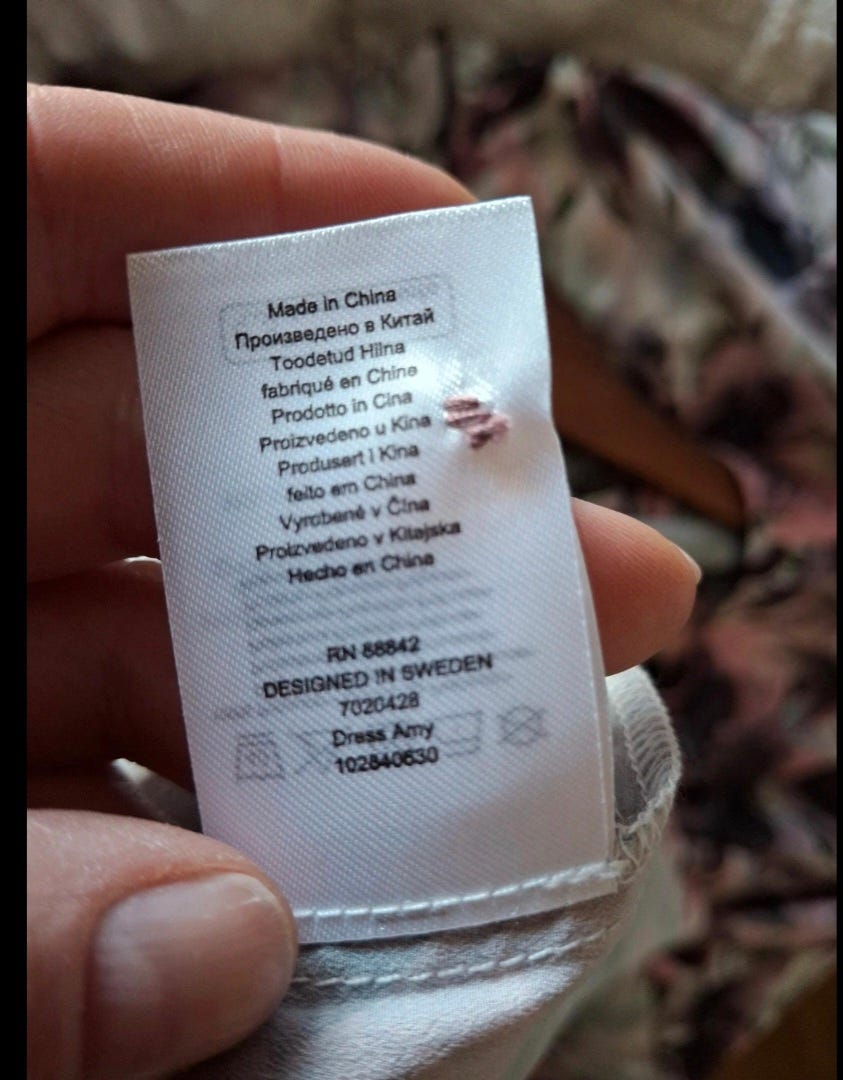 Made in China
Произведено в Китай
Toodetud Hiina
fabriqué en Chine
Prodotto in Cina
Proizvedeno u Kina
Produsert i Kina
feito em China
Vyrobené v Čína
Proizvedeno v Kitajska
Hecho en China
RN 88842
DESIGNED IN SWEDEN
7020428
Dress Amy
102840630